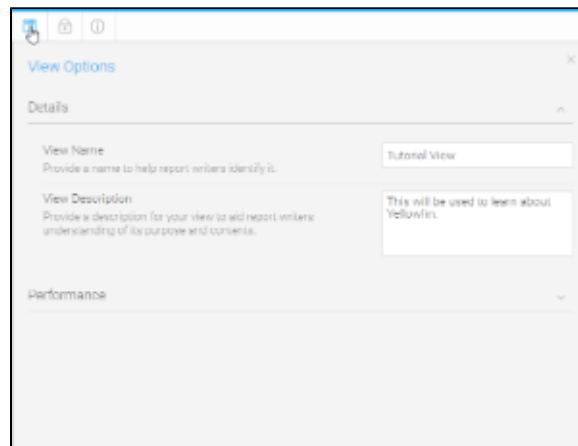 View Options
Details
View Name
Provide a name to help report writers identify it.
Tutorial View
View Description
Provide a description for your view to aid report writers
understanding of its purpose and contents.
This will be used to learn about
Yellowfin.
Performance